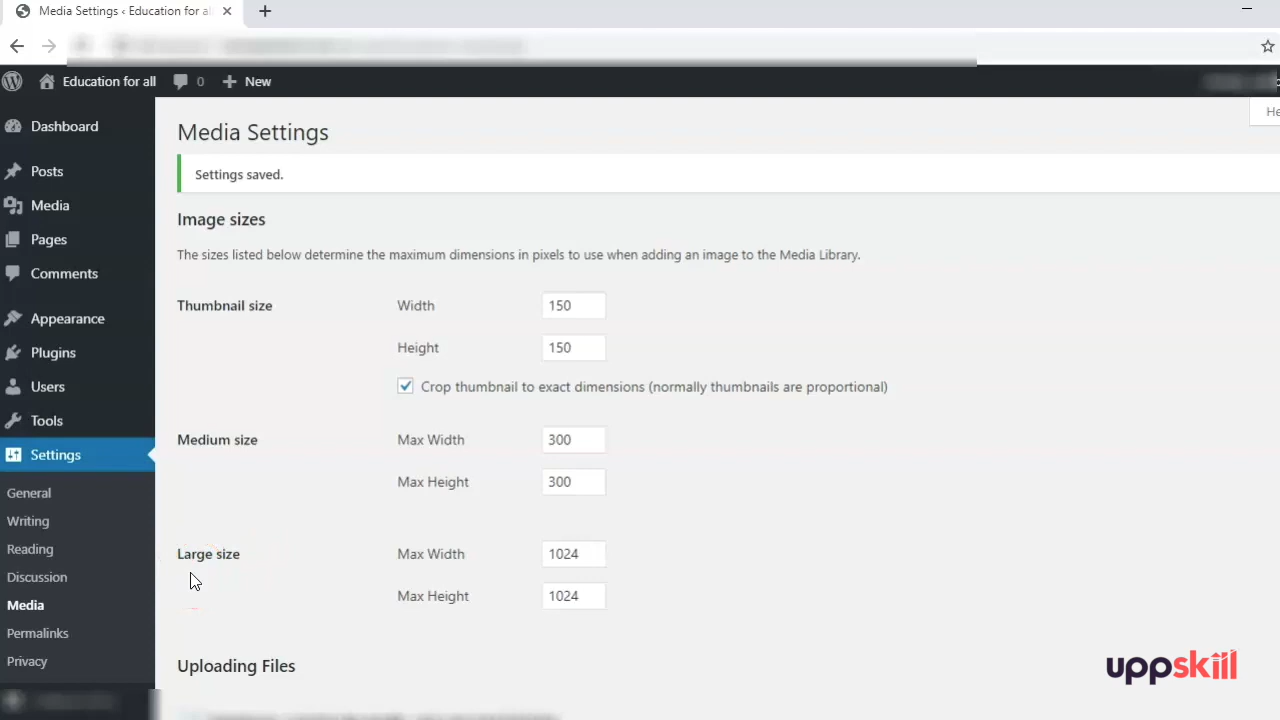 Media Settings ‹ Education for al
Education for all 0 New
He
Dashboard
Posts
Media
Pages
Comments
Appearance
Plugins
Users
Tools
Settings
General
Writing
Reading
Discussion
Media
Permalinks
Privacy
Media Settings
Settings saved.
Image sizes
The sizes listed below determine the maximum dimensions in pixels to use when adding an image to the Media Library.
Thumbnail size Width 150
Height 150
Crop thumbnail to exact dimensions (normally thumbnails are proportional)
Medium size Max Width 300
Max Height 300
Large size Max Width 1024
Max Height 1024
Uploading Files
uppskill